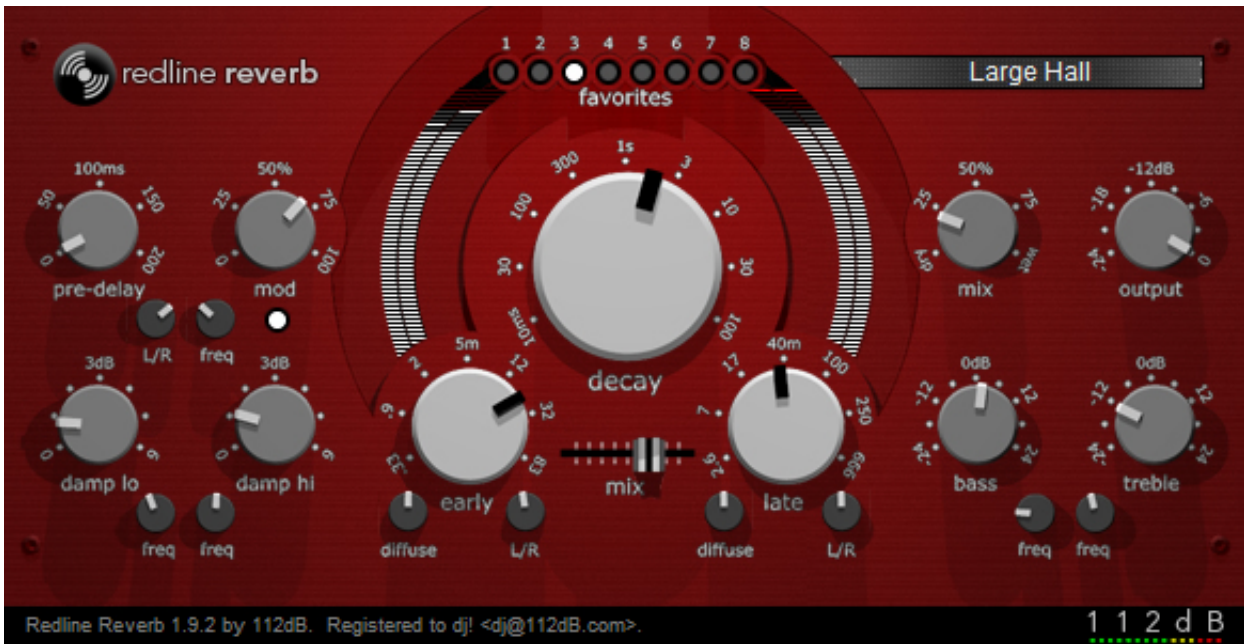 redline reverb
1 2 3 4 5 6 7 8
favorites
Large Hall
0 50 100ms 150 200
pre-delay
0 25 50% 75 100
mod
L/R
freq
10ms 30 100 300 1s 3 10 30 100
decay
dry 25 50% 75 wet
mix
-24 -18 -12dB -6 0
output
0 3dB 6
damp lo
0 3dB 6
damp hi
freq
freq
.33 .9 2 5m 12 32 83
early
diffuse
L/R
mix
2.6 7 17 40m 100 250 666
late
diffuse
L/R
-24 -12 0dB 12 24
bass
-24 -12 0dB 12 24
treble
freq
freq
Redline Reverb 1.9.2 by 112dB. Registered to dj! <dj@112dB.com>.
112dB